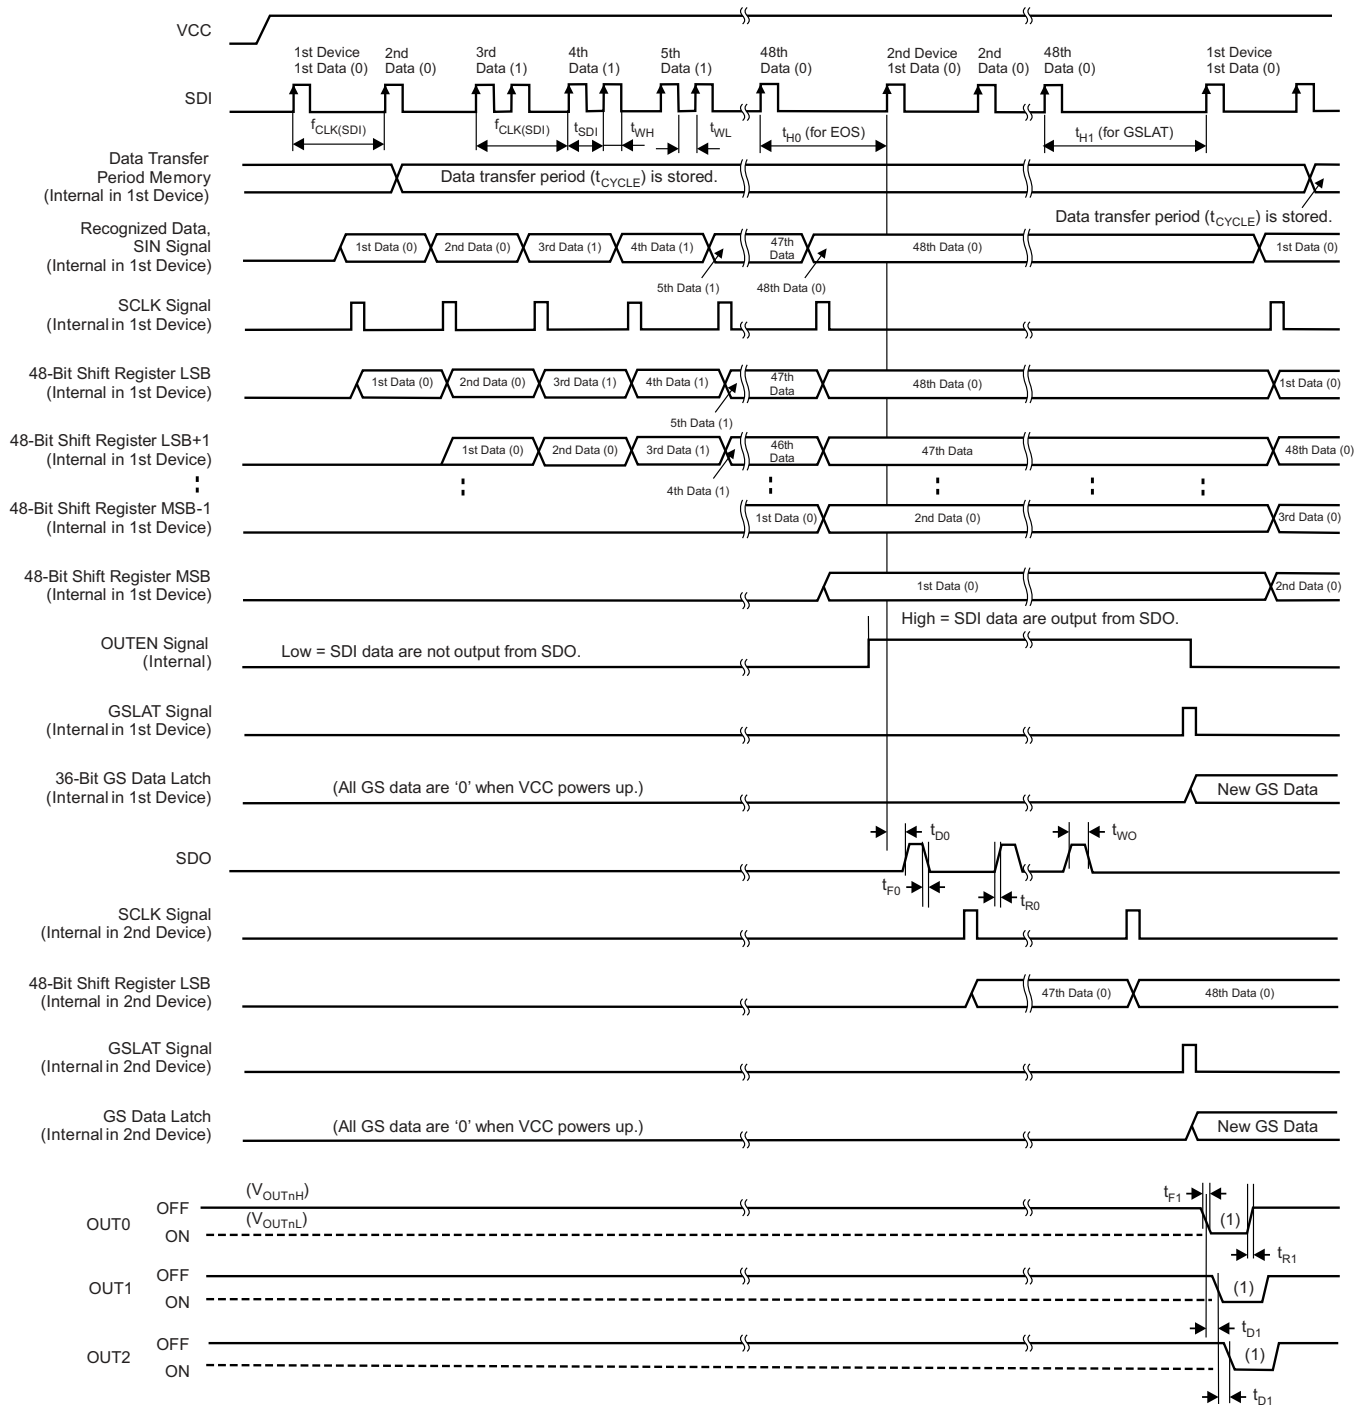 VCC
1st Device
1st Data (0)
2nd
Data (0)
3rd
Data (1)
4th
Data (1)
5th
Data (1)
48th
Data (0)
2nd Device
1st Data (0)
2nd
Data (0)
48th
Data (0)
1st Device
1st Data (0)
SDI
fCLK(SDI)
fCLK(SDI)
tSDI
tWH
tWL
tH0 (for EOS)
tH1 (for GSLAT)
Data Transfer
Period Memory
(Internal in 1st Device)
Data transfer period (tCYCLE) is stored.
Data transfer period (tCYCLE) is stored.
Recognized Data,
SIN Signal
(Internal in 1st Device)
1st Data (0)
2nd Data (0)
3rd Data (1)
4th Data (1)
47th
Data
48th Data (0)
1st Data (0)
5th Data (1)
48th Data (0)
SCLK Signal
(Internal in 1st Device)
48-Bit Shift Register LSB
(Internal in 1st Device)
1st Data (0)
2nd Data (0)
3rd Data (1)
4th Data (1)
47th
Data
48th Data (0)
1st Data (0)
5th Data (1)
48-Bit Shift Register LSB+1
(Internal in 1st Device)
1st Data (0)
2nd Data (0)
3rd Data (1)
46th
Data
47th Data
48th Data (0)
4th Data (1)
48-Bit Shift Register MSB-1
(Internal in 1st Device)
1st Data (0)
2nd Data (0)
3rd Data (0)
48-Bit Shift Register MSB
(Internal in 1st Device)
1st Data (0)
2nd Data (0)
OUTEN Signal
(Internal)
Low = SDI data are not output from SDO.
High = SDI data are output from SDO.
GSLAT Signal
(Internal in 1st Device)
36-Bit GS Data Latch
(Internal in 1st Device)
(All GS data are ‘0’ when VCC powers up.)
New GS Data
SDO
tD0
tWO
tF0
tR0
SCLK Signal
(Internal in 2nd Device)
48-Bit Shift Register LSB
(Internal in 2nd Device)
47th Data (0)
48th Data (0)
GSLAT Signal
(Internal in 2nd Device)
GS Data Latch
(Internal in 2nd Device)
(All GS data are ‘0’ when VCC powers up.)
New GS Data
OUT0
OFF
(VOUTnH)
ON
(VOUTnL)
tF1
(1)
tR1
OUT1
OFF
ON
(1)
tD1
OUT2
OFF
ON
(1)
tD1